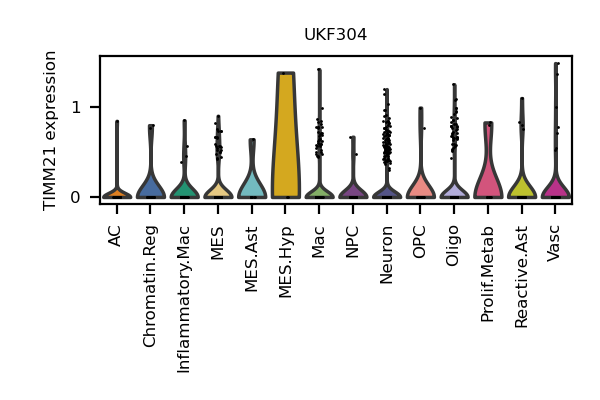 UKF304
TIMM21 expression
1
0
AC
Chromatin.Reg
Inflammatory.Mac
MES
MES.Ast
MES.Hyp
Mac
NPC
Neuron
OPC
Oligo
Prolif.Metab
Reactive.Ast
Vasc